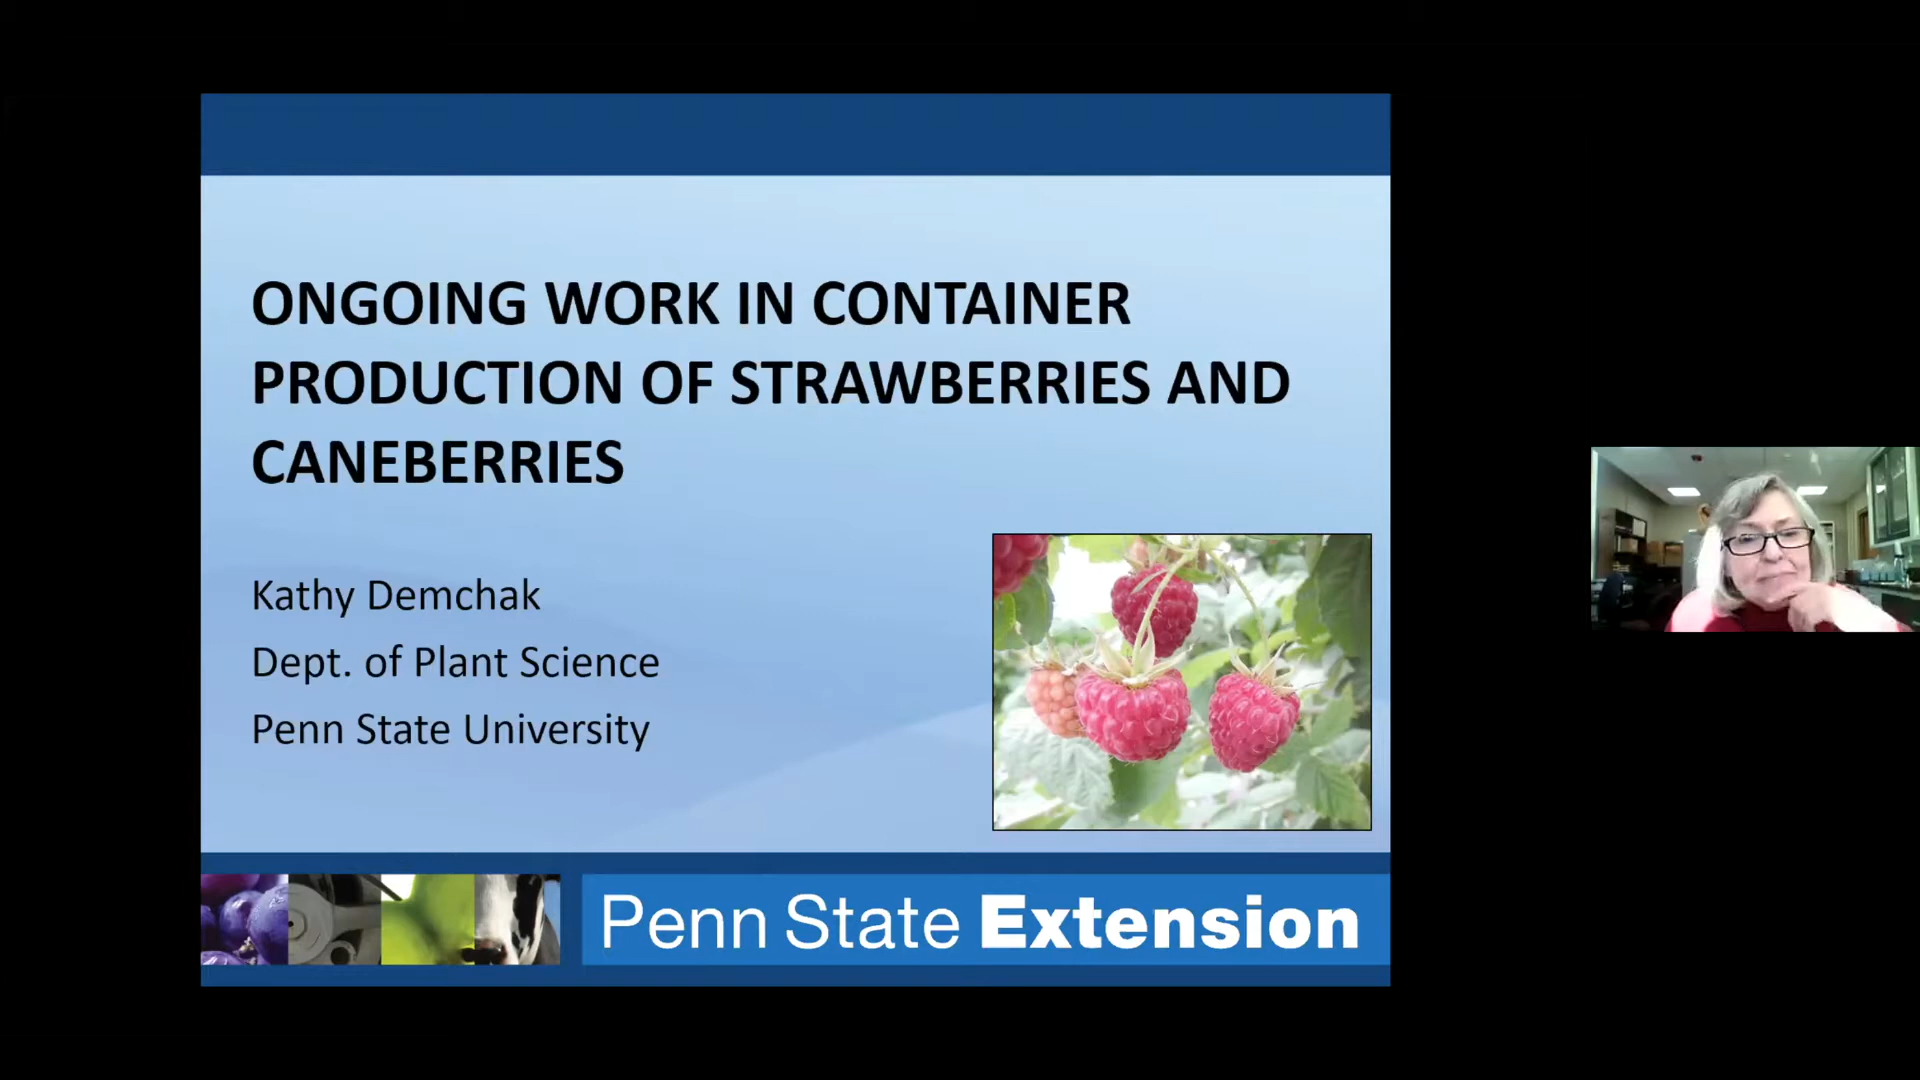 ONGOING WORK IN CONTAINER
PRODUCTION OF STRAWBERRIES AND
CANEBERRIES
Kathy Demchak
Dept. of Plant Science
Penn State University
Penn State Extension